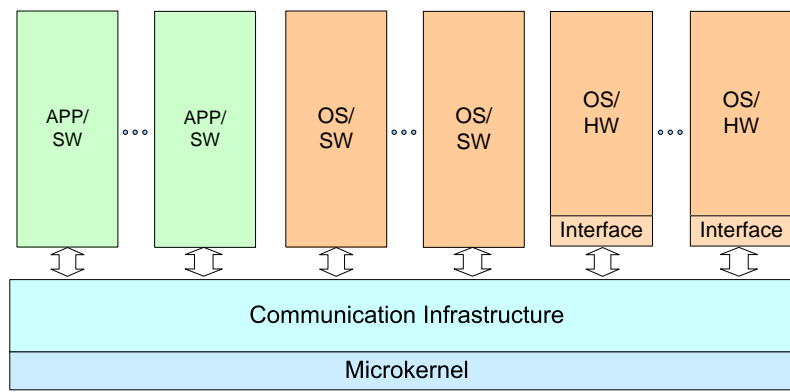 APP/
SW
APP/
SW
OS/
SW
OS/
SW
OS/
HW
OS/
HW
Interface
Interface
Communication Infrastructure
Microkernel